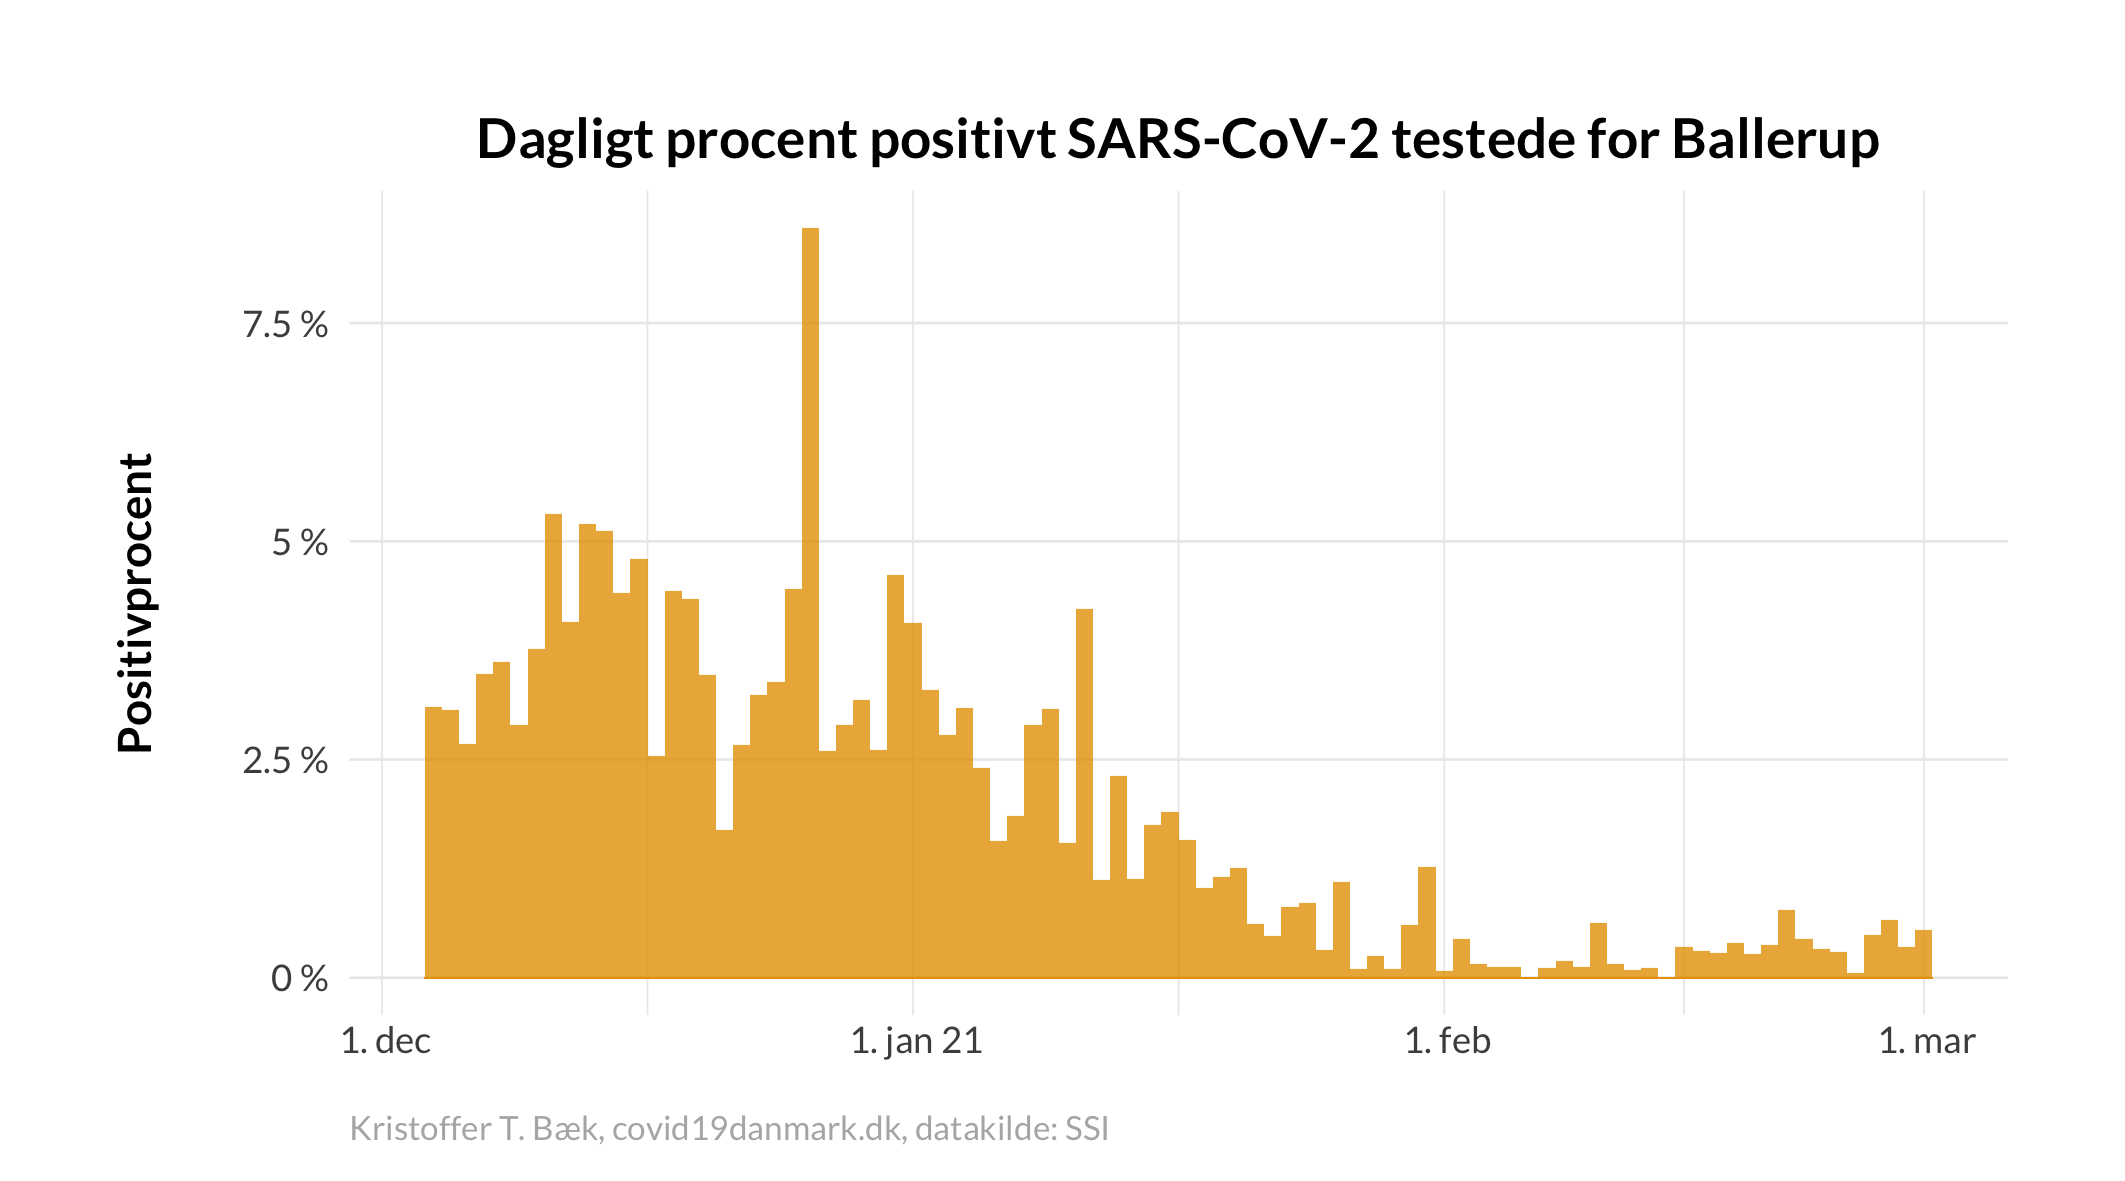 Dagligt procent positivt SARS-CoV-2 testede for Ballerup
Positivprocent
7.5 %
5 %
2.5 %
0 %
1. dec
1. jan 21
1. feb
1. mar
Kristoffer T. Bæk, covid19danmark.dk, datakilde: SSI